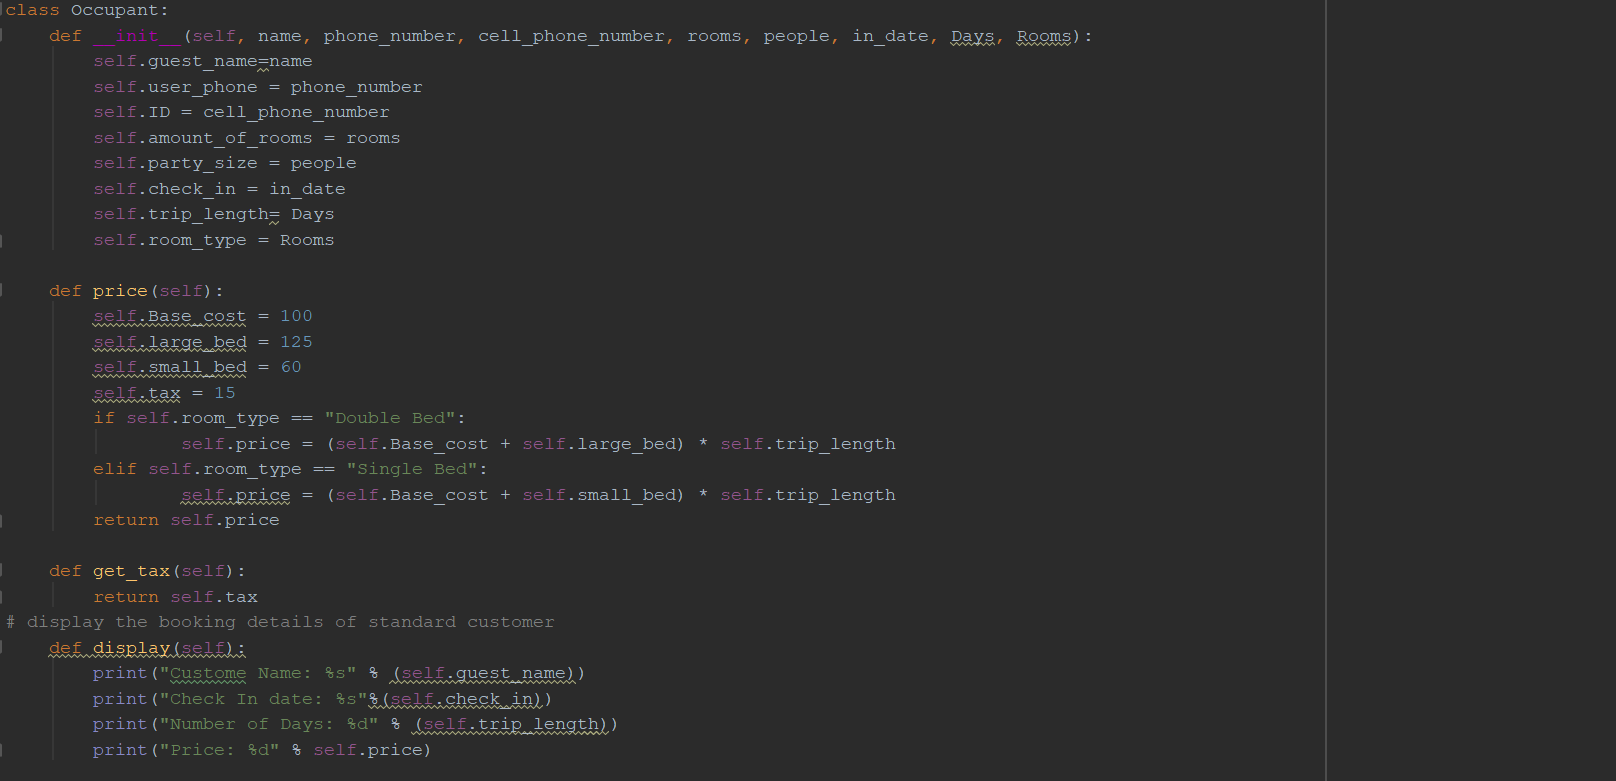 class Occupant:
    def __init__(self, name, phone_number, cell_phone_number, rooms, people, in_date, Days, Rooms):
        self.guest_name=name
        self.user_phone = phone_number
        self.ID = cell_phone_number
        self.amount_of_rooms = rooms
        self.party_size = people
        self.check_in = in_date
        self.trip_length= Days
        self.room_type = Rooms

    def price(self):
        self.Base_cost = 100
        self.large_bed = 125
        self.small_bed = 60
        self.tax = 15
        if self.room_type == "Double Bed":
                self.price = (self.Base_cost + self.large_bed) * self.trip_length
        elif self.room_type == "Single Bed":
                self.price = (self.Base_cost + self.small_bed) * self.trip_length
        return self.price

    def get_tax(self):
        return self.tax
# display the booking details of standard customer
    def display(self):
        print("Custome Name: %s" % (self.guest_name))
        print("Check In date: %s"%(self.check_in))
        print("Number of Days: %d" % (self.trip_length))
        print("Price: %d" % self.price)